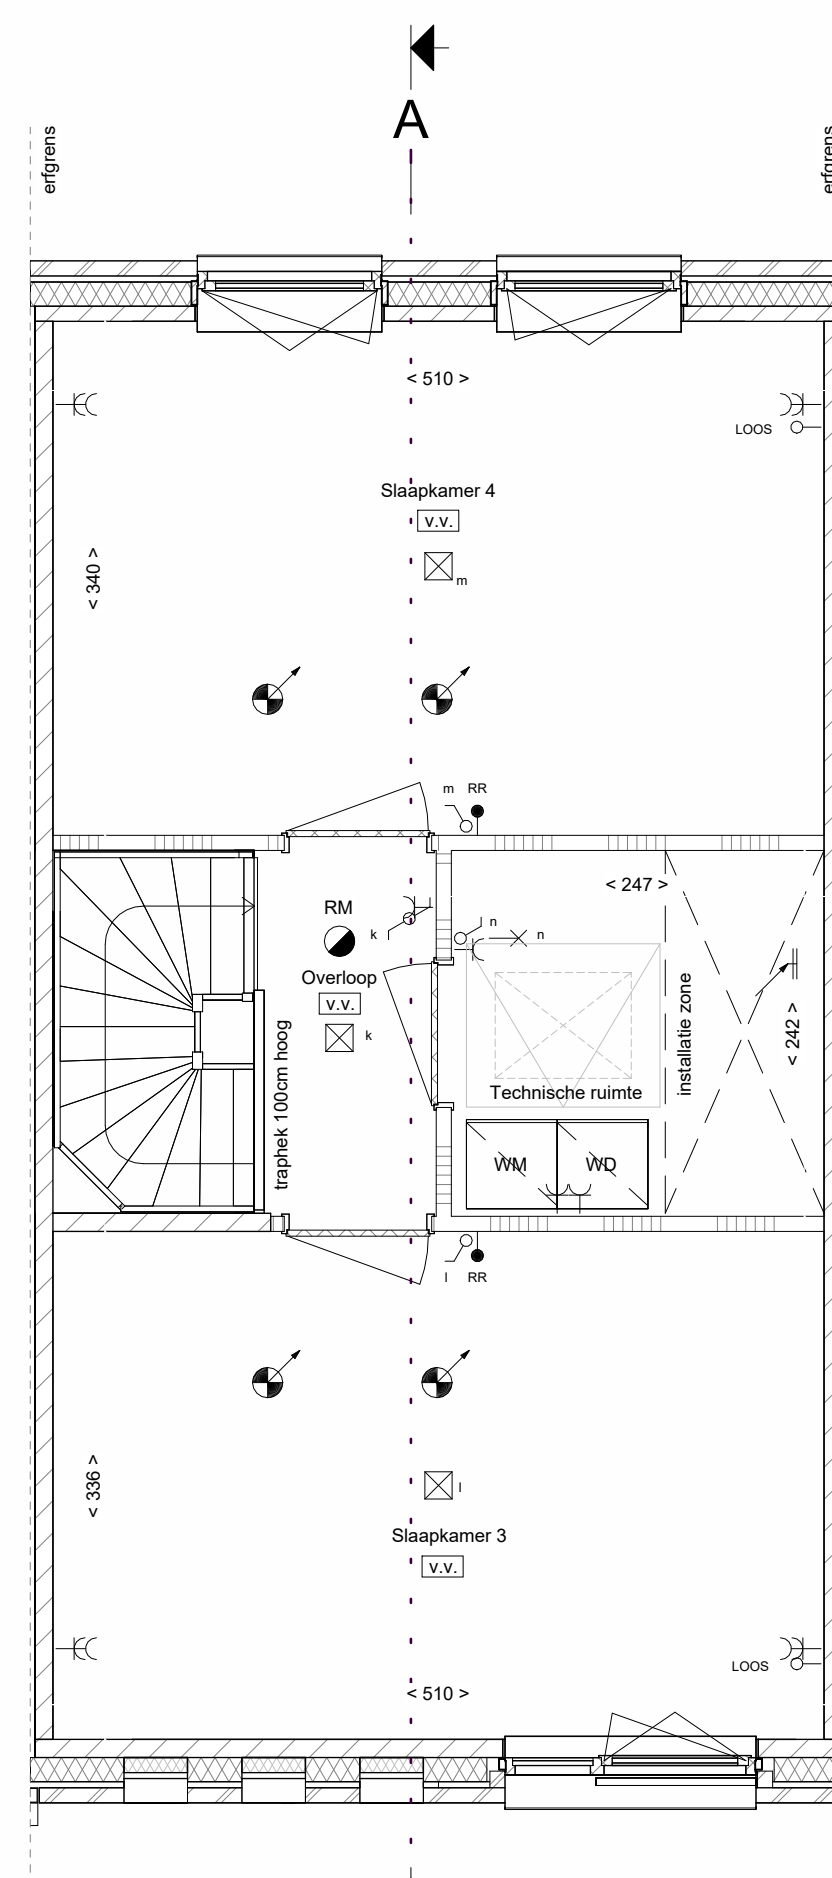 A
erfgrens
erfgrens
< 510 >
LOOS
Slaapkamer 4
v.v.
m
< 340 >
m RR
< 247 >
RM
k
n
n
Overloop
v.v.
k
installatie zone
< 242 >
traphek 100cm hoog
Technische ruimte
WM
WD
l RR
< 336 >
l
Slaapkamer 3
v.v.
LOOS
< 510 >